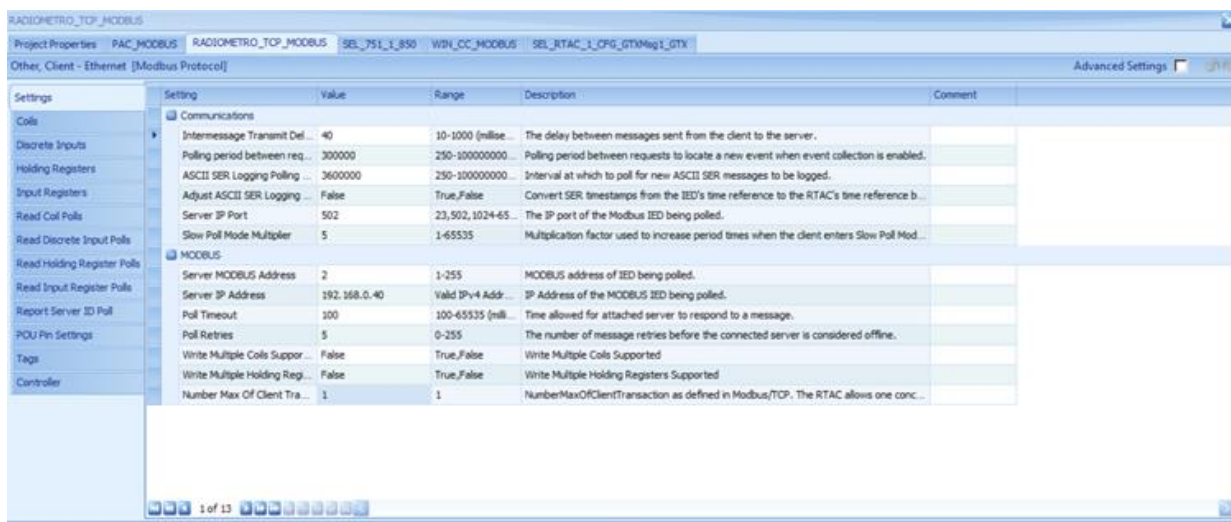 RADIOMETRO_TCP_MODBUS
Project Properties PAC_MODBUS RADIOMETRO_TCP_MODBUS SEL_751_1_850 WIN_CC_MODBUS SEL_RTAC_1_CFG_GTXMsg1_GTX
Other, Client - Ethernet [Modbus Protocol] Advanced Settings
Settings
Coils
Discrete Inputs
Holding Registers
Input Registers
Read Coil Polls
Read Discrete Input Polls
Read Holding Register Polls
Read Input Register Polls
Report Server ID Poll
POU Pin Settings
Tags
Controller
Setting Value Range Description Comment
Communications
Intermessage Transmit Del... 40 10-1000 (millise... The delay between messages sent from the client to the server.
Polling period between req... 300000 250-100000000... Polling period between requests to locate a new event when event collection is enabled.
ASCII SER Logging Polling ... 3600000 250-100000000... Interval at which to poll for new ASCII SER messages to be logged.
Adjust ASCII SER Logging ... False True,False Convert SER timestamps from the IED's time reference to the RTAC's time reference b...
Server IP Port 502 23,502,1024-65... The IP port of the Modbus IED being polled.
Slow Poll Mode Multiplier 5 1-65535 Multiplication factor used to increase period times when the client enters Slow Poll Mod...
MODBUS
Server MODBUS Address 2 1-255 MODBUS address of IED being polled.
Server IP Address 192.168.0.40 Valid IPv4 Addr... IP Address of the MODBUS IED being polled.
Poll Timeout 100 100-65535 (milli... Time allowed for attached server to respond to a message.
Poll Retries 5 0-255 The number of message retries before the connected server is considered offline.
Write Multiple Coils Suppor... False True,False Write Multiple Coils Supported
Write Multiple Holding Regi... False True,False Write Multiple Holding Registers Supported
Number Max Of Client Tra... 1 1 NumberMaxOfClientTransaction as defined in Modbus/TCP. The RTAC allows one conc...
1 of 13